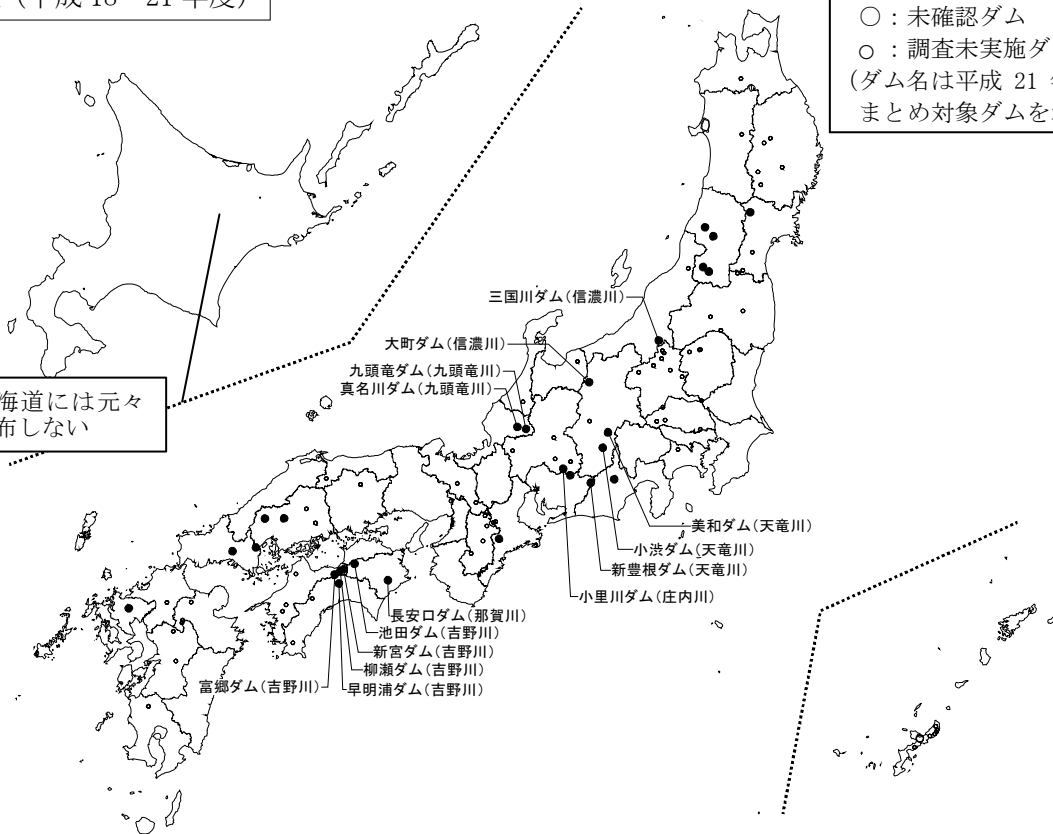 (平成 18 21 年度)
○：未確認ダム
○：調査未実施ダ
(ダム名は平成 21
まとめ対象ダムを
海道には元々
布しない
三国川ダム(信濃川)
大町ダム(信濃川)
九頭竜ダム(九頭竜川)
真名川ダム(九頭竜川)
美和ダム(天竜川)
小渋ダム(天竜川)
新豊根ダム(天竜川)
小里川ダム(庄内川)
長安口ダム(那賀川)
池田ダム(吉野川)
新宮ダム(吉野川)
柳瀬ダム(吉野川)
富郷ダム(吉野川)
早明浦ダム(吉野川)